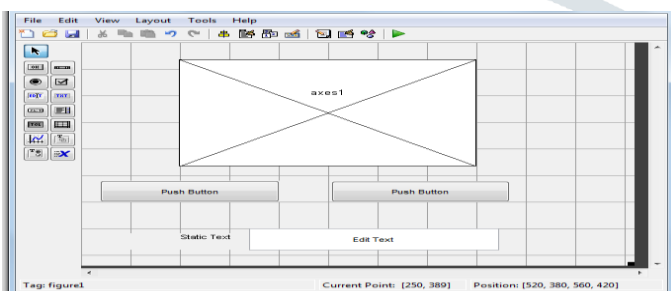 File Edit View Layout Tools Help
axes1
Push Button Push Button
Static Text Edit Text
Tag: figure1 Current Point: [250, 389] Position: [520, 380, 560, 420]